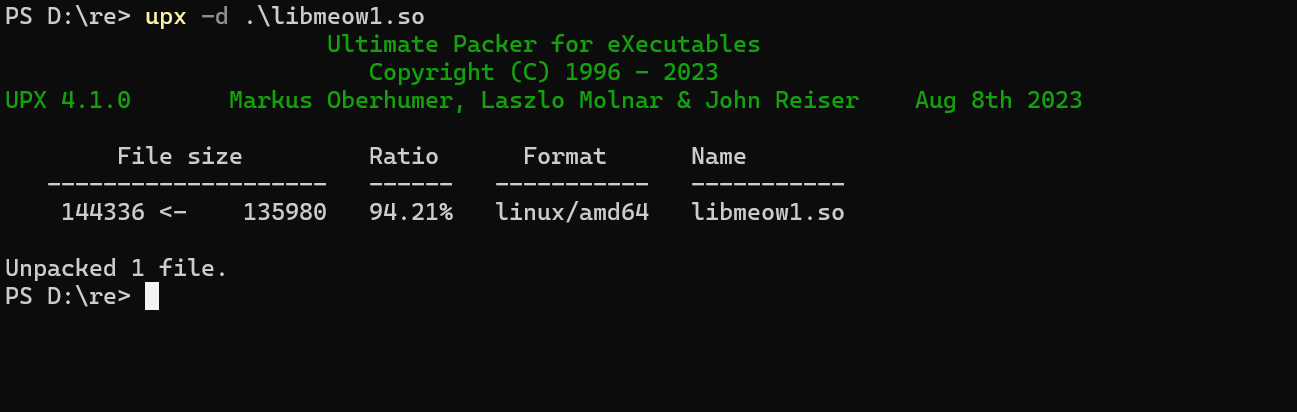 PS D:\re> upx -d .\libmeow1.so
Ultimate Packer for eXecutables
Copyright (C) 1996 - 2023
UPX 4.1.0       Markus Oberhumer, Laszlo Molnar & John Reiser    Aug 8th 2023
File size         Ratio      Format      Name
--------------------   ------   -----------   -----------
144336 <-    135980   94.21%   linux/amd64   libmeow1.so
Unpacked 1 file.
PS D:\re>